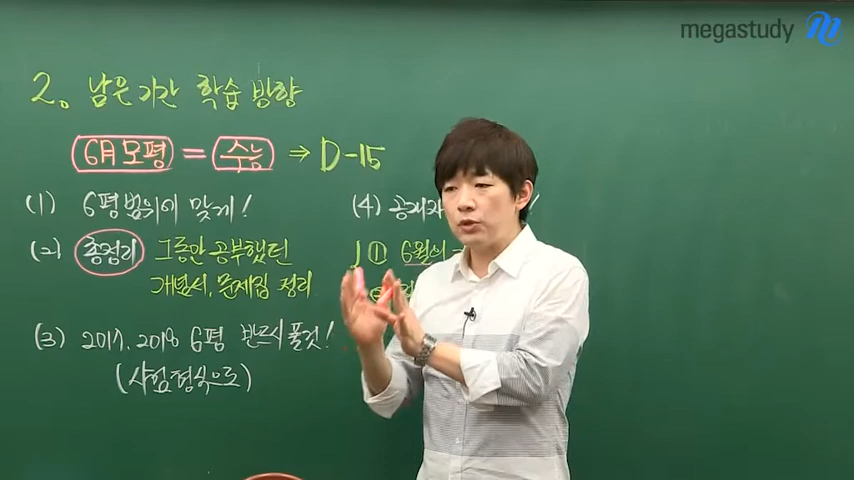 megastudy
2. 남은 기간 학습 방향
6月 모평 = 수능 ⇒ D-15
(1) 6평 범위에 맞게!
(2) 총정리 그동안 공부했던
개념서, 문제집 정리
(3) 2017, 2018 6평 반드시 풀것!
(시험형식으로)
(4)
① 6월의